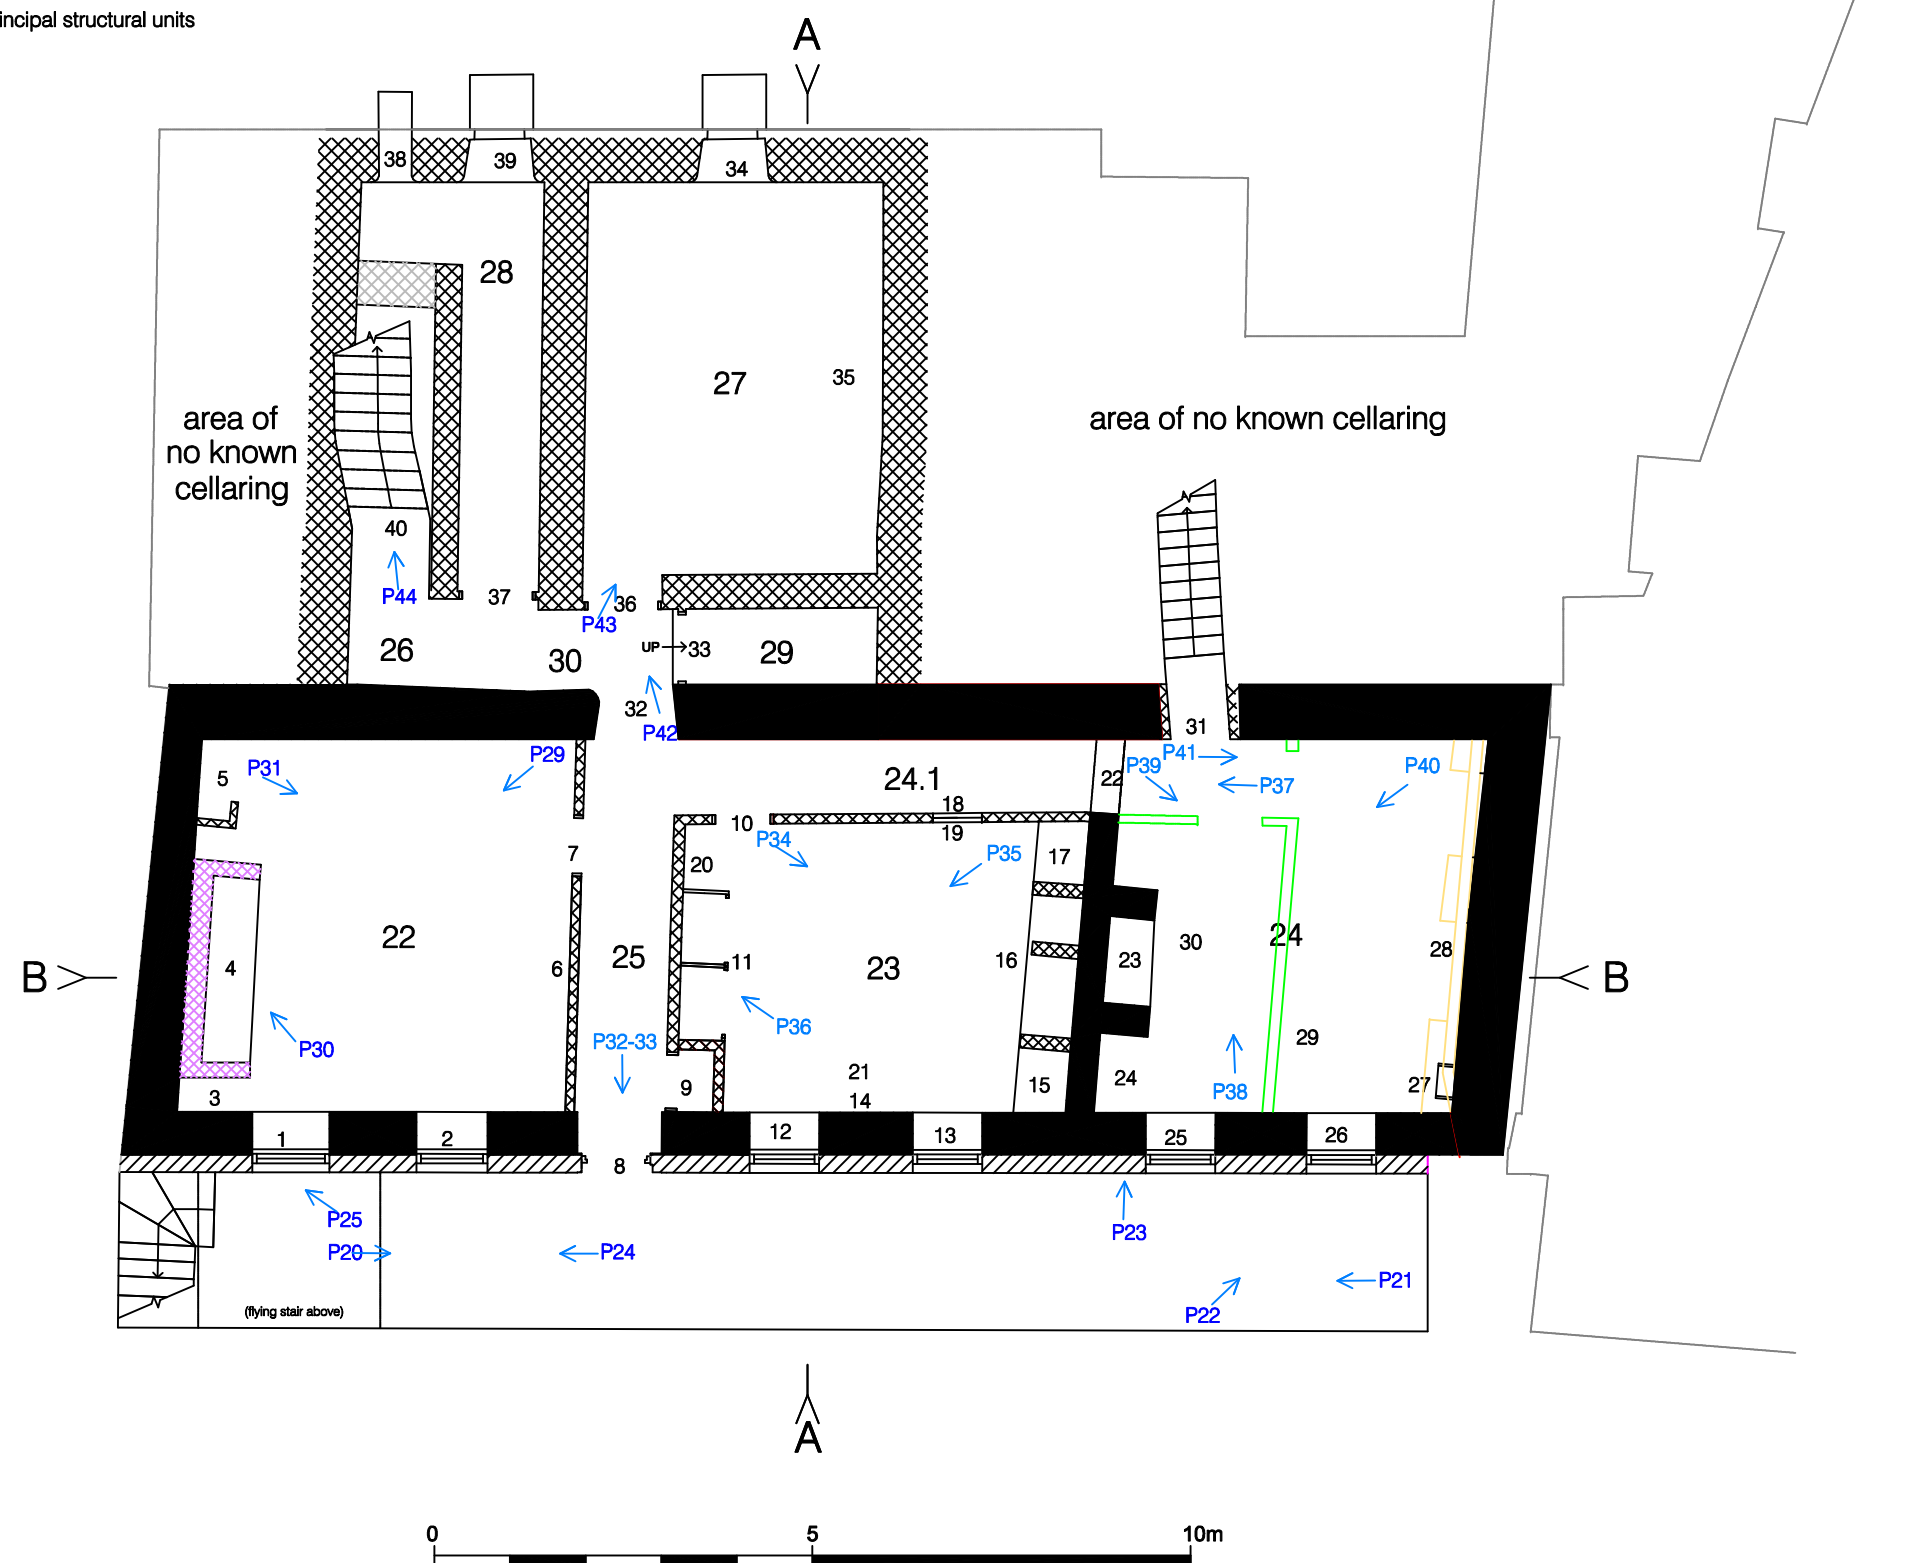 incipal structural units
A
38
39
34
28
27
35
area of
no known
cellaring
area of no known cellaring
40
P44
37
36
P43
26
30
UP
33
29
32
P42
31
5
P31
P29
24.1
22
P41
P39
P37
P40
18
10
19
P34
P35
7
20
17
22
4
6
25
11
23
16
23
30
24
28
B
B
P30
P36
P32-33
29
P38
3
9
21
14
15
24
27
1
2
8
12
13
25
26
P25
P20
P24
P23
P22
P21
(flying stair above)
A
0
5
10m